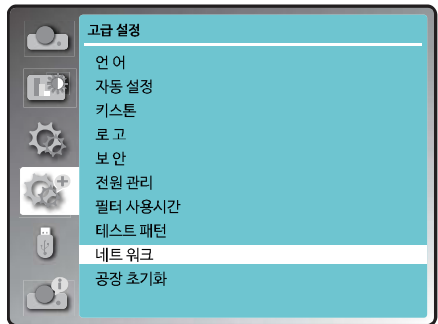 고급 설정
언 어
자동 설정
키스톤
로 고
보 안
전원 관리
필터 사용시간
테스트 패턴
네트 워크
공장 초기화